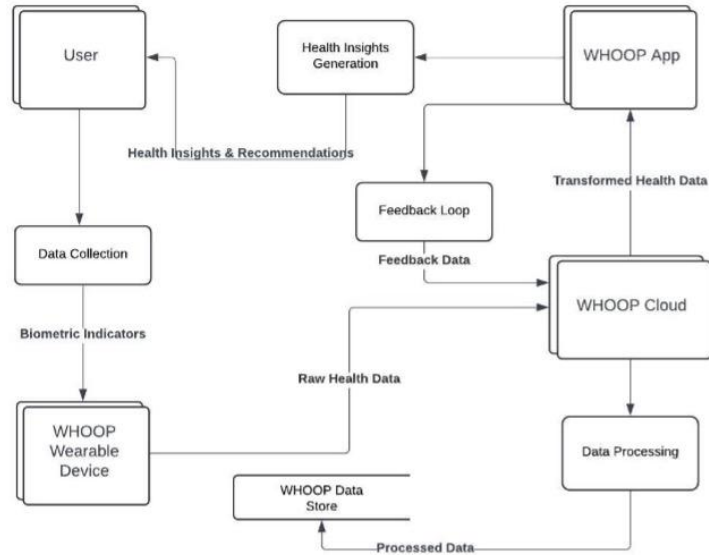 User
Health Insights
Generation
WHOOP App
Health Insights & Recommendations
Transformed Health Data
Feedback Loop
Data Collection
Feedback Data
WHOOP Cloud
Biometric Indicators
Raw Health Data
WHOOP
Wearable
Device
Data Processing
WHOOP Data
Store
Processed Data